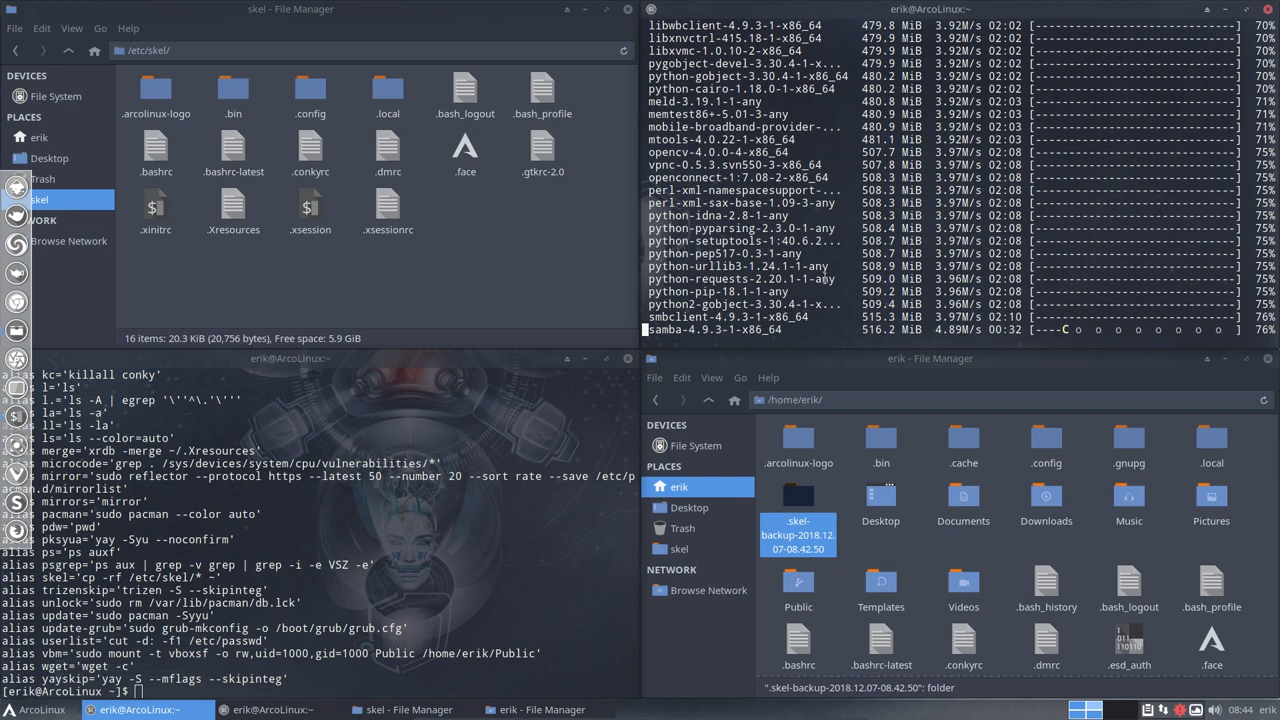 skel - File Manager
File Edit View Go Help
/etc/skel/
DEVICES
File System
PLACES
erik
Desktop
Trash
skel
WORK
Browse Network
.arcolinux-logo .bin .config .local .bash_logout .bash_profile
.bashrc .bashrc-latest .conkyrc .dmrc .face .gtkrc-2.0
.xinitrc .Xresources .xsession .xsessionrc
16 items: 20.3 KiB (20,756 bytes), Free space: 5.9 GiB
erik@ArcoLinux:~
libwbclient-4.9.3-1-x86_64 479.8 MiB 3.92M/s 02:02 [----------------------] 70%
libxnvctrl-415.18-1-x86_64 479.9 MiB 3.92M/s 02:02 [----------------------] 70%
libxvmc-1.0.10-2-x86_64 479.9 MiB 3.92M/s 02:02 [----------------------] 70%
pygobject-devel-3.30.4-1-x... 479.9 MiB 3.92M/s 02:02 [----------------------] 70%
python-gobject-3.30.4-1-x86_64 480.2 MiB 3.92M/s 02:02 [----------------------] 70%
python-cairo-1.18.0-1-x86_64 480.2 MiB 3.92M/s 02:02 [----------------------] 70%
meld-3.19.1-1-any 480.8 MiB 3.92M/s 02:03 [----------------------] 71%
memtest86+-5.01-3-any 480.9 MiB 3.92M/s 02:03 [----------------------] 71%
mobile-broadband-provider-... 480.9 MiB 3.92M/s 02:03 [----------------------] 71%
mtools-4.0.22-1-x86_64 481.1 MiB 3.92M/s 02:03 [----------------------] 71%
opencv-4.0.0-4-x86_64 507.7 MiB 3.97M/s 02:08 [----------------------] 75%
vpnc-0.5.3.svn550-3-x86_64 507.8 MiB 3.97M/s 02:08 [----------------------] 75%
openconnect-1:7.08-2-x86_64 508.3 MiB 3.97M/s 02:08 [----------------------] 75%
perl-xml-namespacesupport-... 508.3 MiB 3.97M/s 02:08 [----------------------] 75%
perl-xml-sax-base-1.09-3-any 508.3 MiB 3.97M/s 02:08 [----------------------] 75%
python-idna-2.8-1-any 508.3 MiB 3.97M/s 02:08 [----------------------] 75%
python-pyparsing-2.3.0-1-any 508.4 MiB 3.97M/s 02:08 [----------------------] 75%
python-setuptools-1:40.6.2... 508.7 MiB 3.97M/s 02:08 [----------------------] 75%
python-pep517-0.3-1-any 508.7 MiB 3.97M/s 02:08 [----------------------] 75%
python-urllib3-1.24.1-1-any 508.9 MiB 3.96M/s 02:08 [----------------------] 75%
python-requests-2.20.1-1-any 509.0 MiB 3.96M/s 02:08 [----------------------] 75%
python-pip-18.1-1-any 509.2 MiB 3.96M/s 02:08 [----------------------] 75%
python2-gobject-3.30.4-1-x... 509.4 MiB 3.96M/s 02:08 [----------------------] 75%
smbclient-4.9.3-1-x86_64 515.3 MiB 3.97M/s 02:10 [----------------------] 76%
samba-4.9.3-1-x86_64 516.2 MiB 4.89M/s 00:32 [----C o o o o o o o o ] 76%
erik@ArcoLinux:~
alias kc='killall conky'
alias l='ls'
alias l.='ls -A | egrep '\''^\.'\'''
alias la='ls -a'
alias ll='ls -la'
alias ls='ls --color=auto'
alias merge='xrdb -merge ~/.Xresources'
alias microcode='grep . /sys/devices/system/cpu/vulnerabilities/*'
alias mirror='sudo reflector --protocol https --latest 50 --number 20 --sort rate --save /etc/p
acman.d/mirrorlist'
alias mirrors='mirror'
alias pacman='sudo pacman --color auto'
alias pdw='pwd'
alias pksyua='yay -Syu --noconfirm'
alias ps='ps auxf'
alias psgrep='ps aux | grep -v grep | grep -i -e VSZ -e'
alias skel='cp -rf /etc/skel/* ~'
alias trizenskip='trizen -S --skipinteg'
alias unlock='sudo rm /var/lib/pacman/db.lck'
alias update='sudo pacman -Syyu'
alias update-grub='sudo grub-mkconfig -o /boot/grub/grub.cfg'
alias userlist='cut -d: -f1 /etc/passwd'
alias vbm='sudo mount -t vboxsf -o rw,uid=1000,gid=1000 Public /home/erik/Public'
alias wget='wget -c'
alias yayskip='yay -S --mflags --skipinteg'
[erik@ArcoLinux ~]$
erik - File Manager
File Edit View Go Help
/home/erik/
DEVICES
File System
PLACES
erik
Desktop
Trash
skel
NETWORK
Browse Network
.arcolinux-logo .bin .cache .config .gnupg .local
.skel-backup-2018.12.07-08.42.50 Desktop Documents Downloads Music Pictures
Public Templates Videos .bash_history .bash_logout .bash_profile
.bashrc .bashrc-latest .conkyrc .dmrc .esd_auth .face
".skel-backup-2018.12.07-08.42.50": folder
ArcoLinux erik@ArcoLinux:~ erik@ArcoLinux:~ skel - File Manager erik - File Manager 08:44 erik